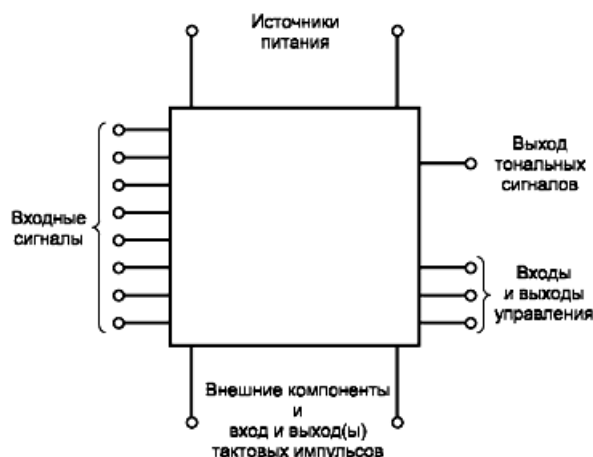 Источники
питания
Выход
тональных
сигналов
Входные
сигналы
Входы
и выходы
управления
Внешние компоненты
и
вход и выход(ы)
тактовых импульсов